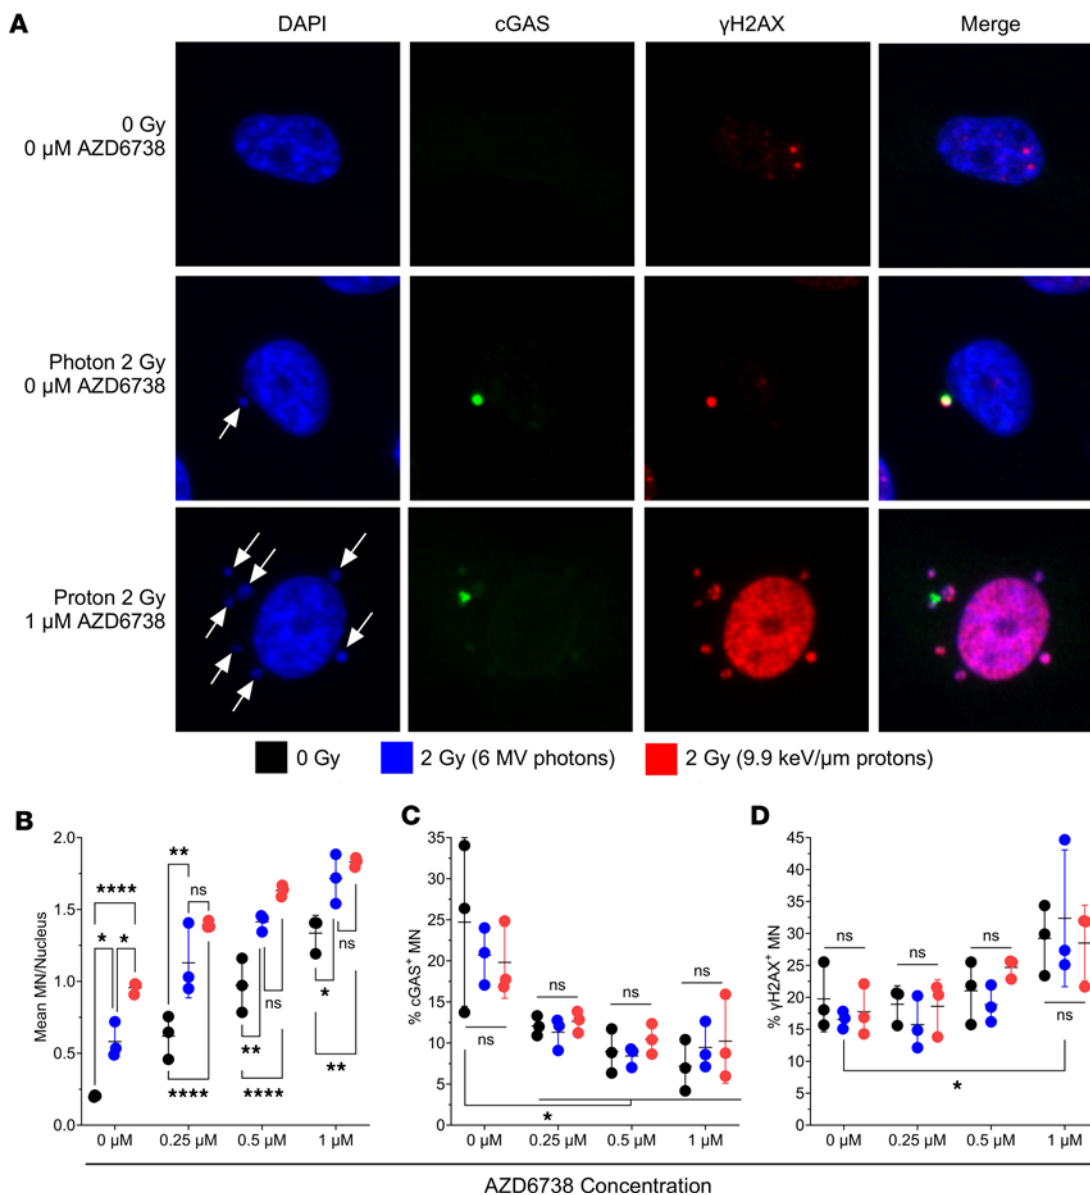 A
DAPI cGAS γH2AX Merge
0 Gy
0 µM AZD6738
Photon 2 Gy
0 µM AZD6738
Proton 2 Gy
1 µM AZD6738
0 Gy 2 Gy (6 MV photons) 2 Gy (9.9 keV/µm protons)
B
Mean MN/Nucleus
2.0
1.5
1.0
0.5
0.0
****
*
*
**
ns
****
**
ns
****
*
ns
**
0 µM 0.25 µM 0.5 µM 1 µM
C
% cGAS+ MN
35
30
25
20
15
10
5
0
ns
ns
ns
ns
*
0 µM 0.25 µM 0.5 µM 1 µM
D
% γH2AX+ MN
45
40
35
30
25
20
15
10
5
0
ns
ns
ns
ns
*
0 µM 0.25 µM 0.5 µM 1 µM
AZD6738 Concentration